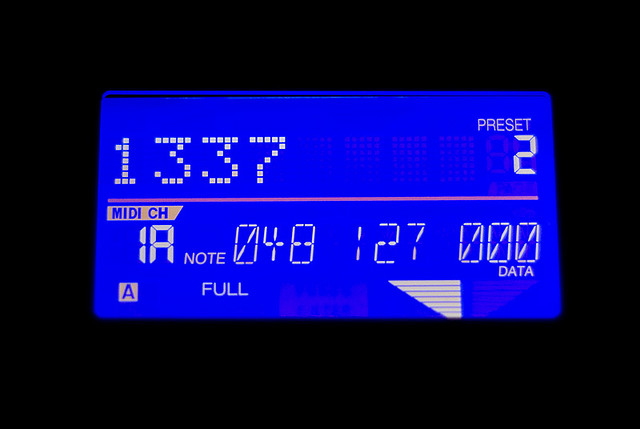 PRESET
1337 2
MIDI CH
1A NOTE 048 127 000
DATA
A FULL